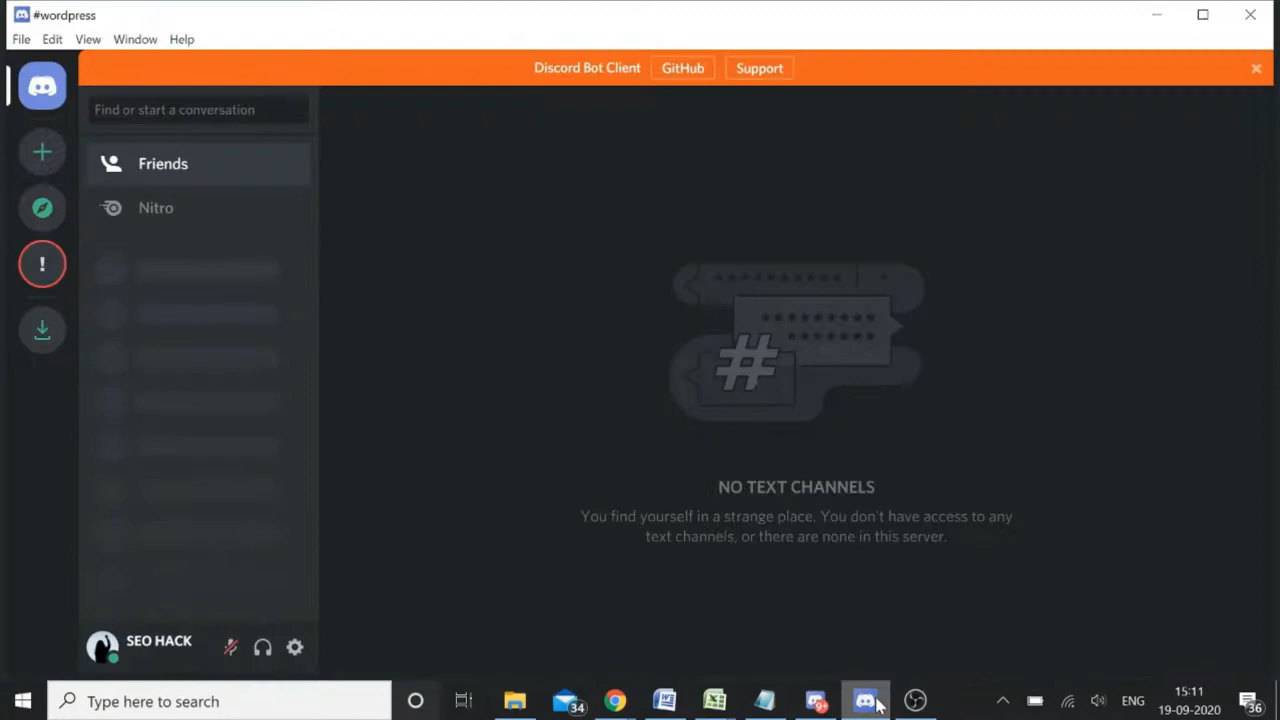 #wordpress
File Edit View Window Help
Discord Bot Client GitHub Support
Find or start a conversation
Friends
Nitro
!
#
NO TEXT CHANNELS
You find yourself in a strange place. You don't have access to any
text channels, or there are none in this server.
SEO HACK
Type here to search
34
9+
ENG
15:11
19-09-2020
36